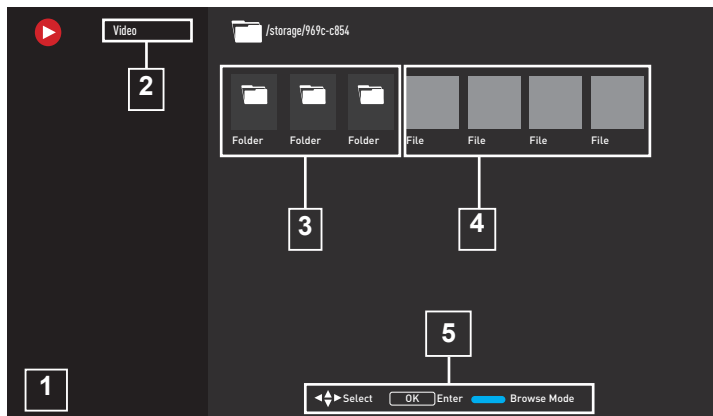 Video
/storage/969c-c854
2
Folder Folder Folder File File File File
3 4
5
1
Select OK Enter Browse Mode